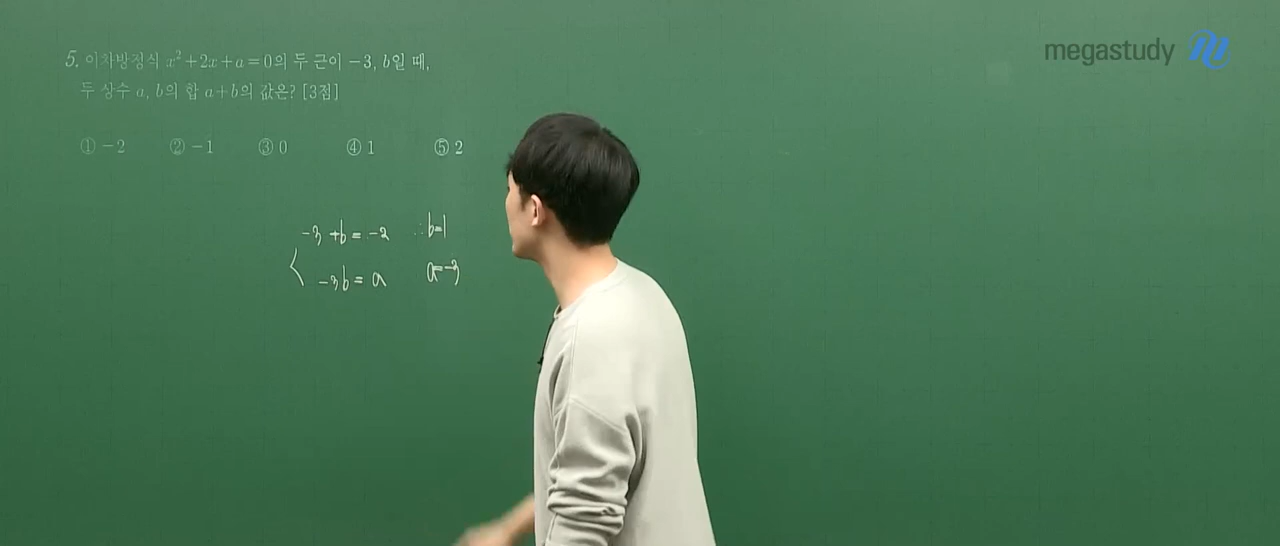 megastudy
5. 이차방정식 x²+2x+a=0의 두 근이 −3, b일 때,
두 상수 a, b의 합 a+b의 값은? [3점]
① −2 ② −1 ③ 0 ④ 1 ⑤ 2
-3+b=-2 ∴b=1
-3b=a a=-3